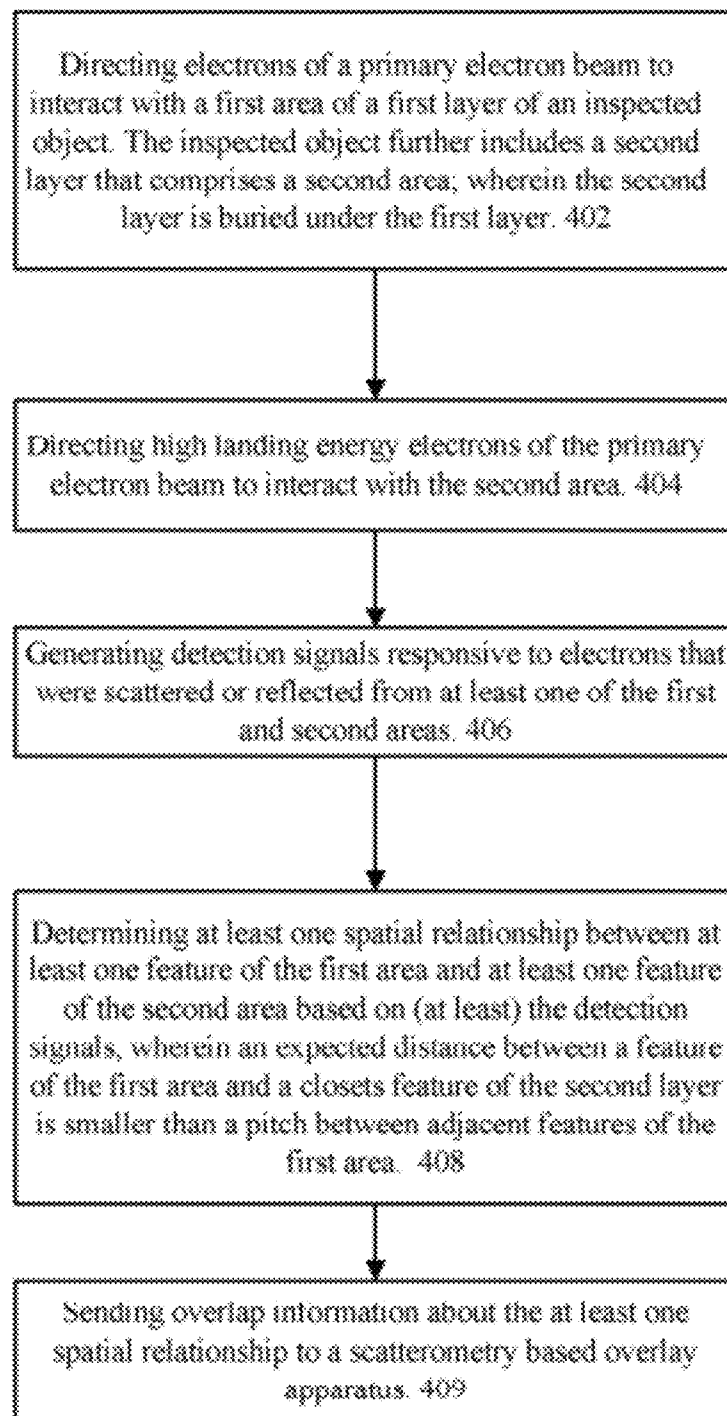 Directing electrons of a primary electron beam to
interact with a first area of a first layer of an inspected
object. The inspected object further includes a second
layer that comprises a second area; wherein the second
layer is buried under the first layer. 402
Directing high landing energy electrons of the primary
electron beam to interact with the second area. 404
Generating detection signals responsive to electrons that
were scattered or reflected from at least one of the first
and second areas. 406
Determining at least one spatial relationship between at
least one feature of the first area and at least one feature
of the second area based on (at least) the detection
signals, wherein an expected distance between a feature
of the first area and a closets feature of the second layer
is smaller than a pitch between adjacent features of the
first area. 408
Sending overlap information about the at least one
spatial relationship to a scatterometry based overlay
apparatus. 409